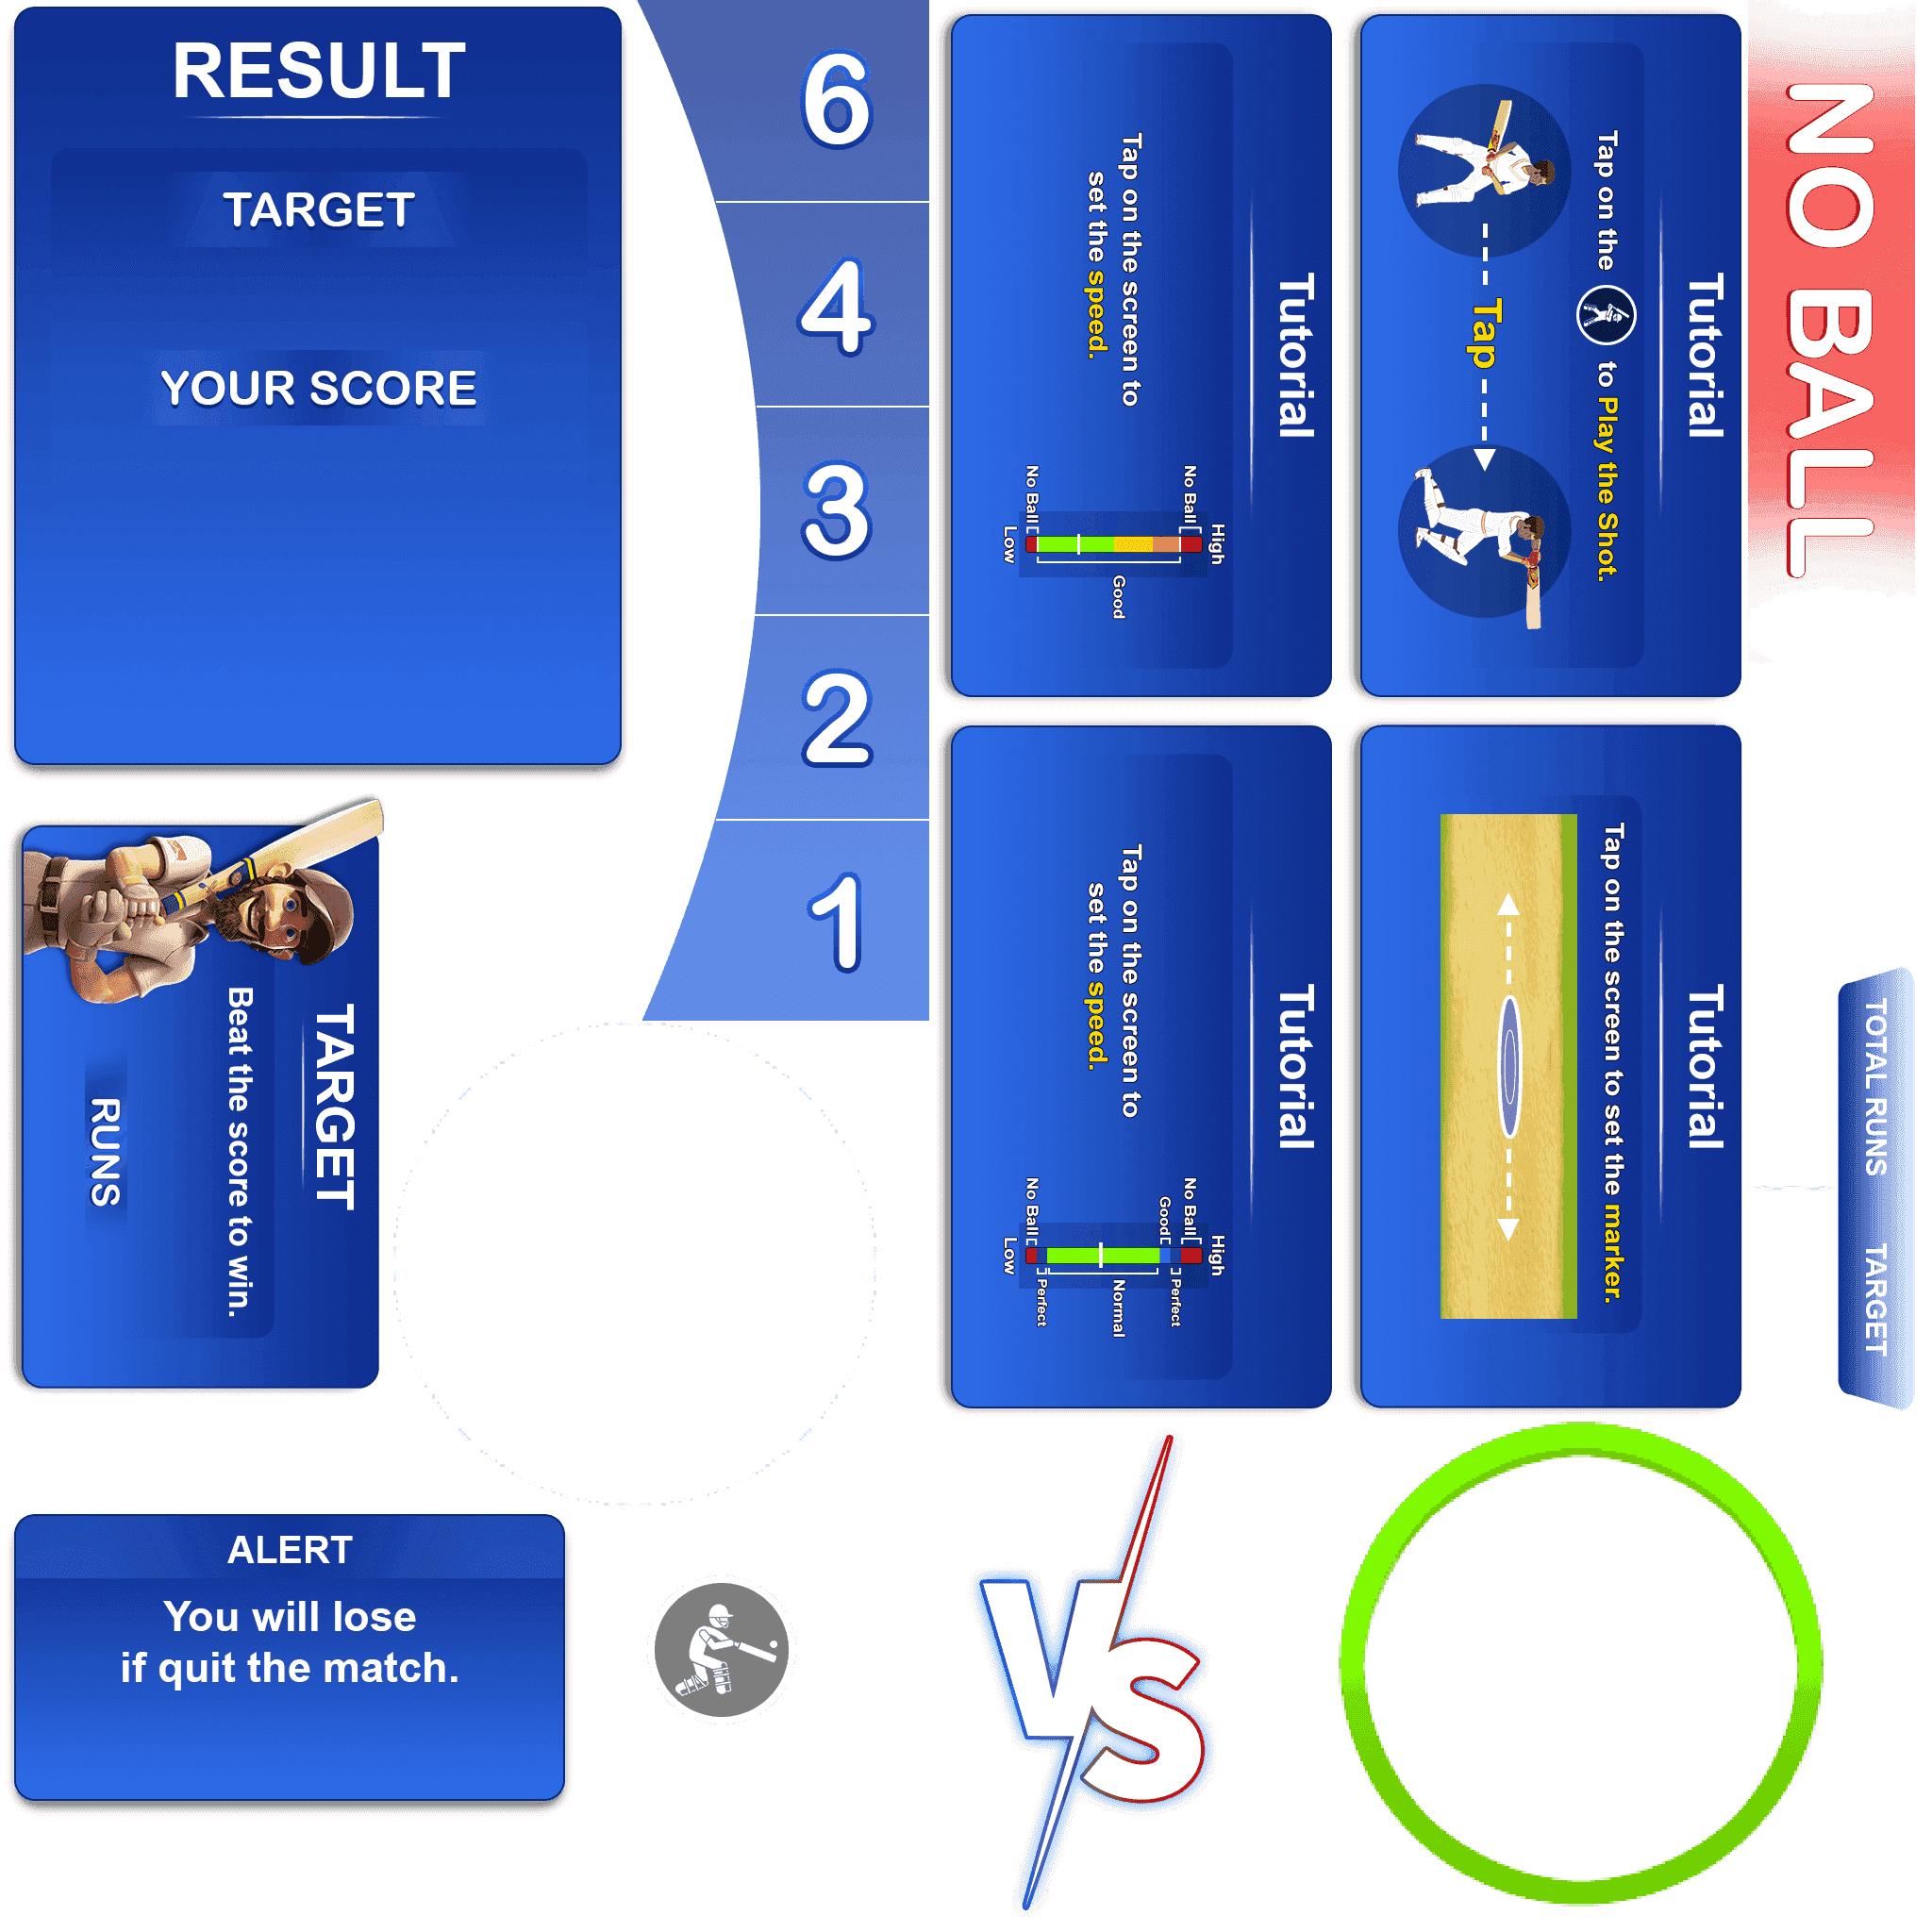 RESULT
TARGET
YOUR SCORE
6
4
3
2
1
Tutorial
Tap on the screen to
set the speed.
No Ball
No Ball
High
Low
Good
Tutorial
Tap on the to Play the Shot.
Tap
NO BALL
TARGET
Beat the score to win.
RUNS
Tutorial
Tap on the screen to
set the speed.
No Ball
Good
No Ball
High
Low
Perfect
Normal
Perfect
Tutorial
Tap on the screen to set the marker.
TOTAL RUNS TARGET
ALERT
You will lose
if quit the match.
VS